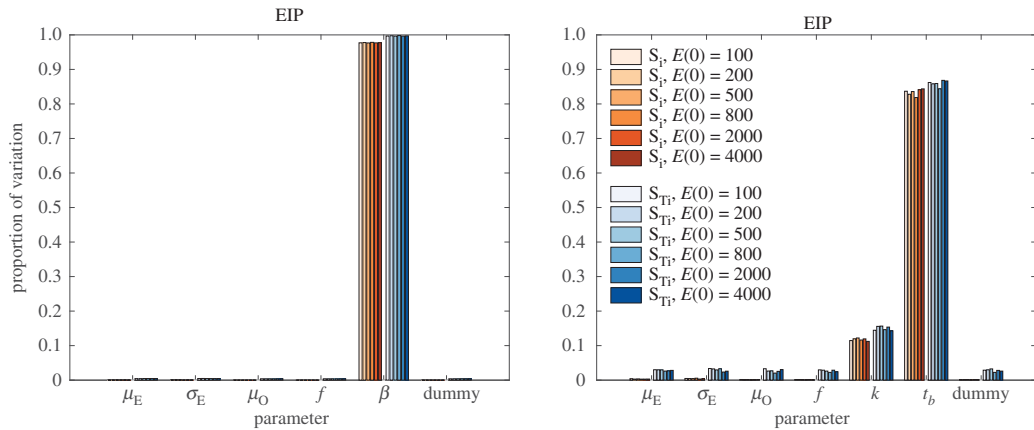 EIP
proportion of variation
1.0
0.9
0.8
0.7
0.6
0.5
0.4
0.3
0.2
0.1
0
μE σE μO f β dummy
parameter
EIP
1.0
0.9
0.8
0.7
0.6
0.5
0.4
0.3
0.2
0.1
0
Si, E(0) = 100
Si, E(0) = 200
Si, E(0) = 500
Si, E(0) = 800
Si, E(0) = 2000
Si, E(0) = 4000
STi, E(0) = 100
STi, E(0) = 200
STi, E(0) = 500
STi, E(0) = 800
STi, E(0) = 2000
STi, E(0) = 4000
μE σE μO f k tb dummy
parameter